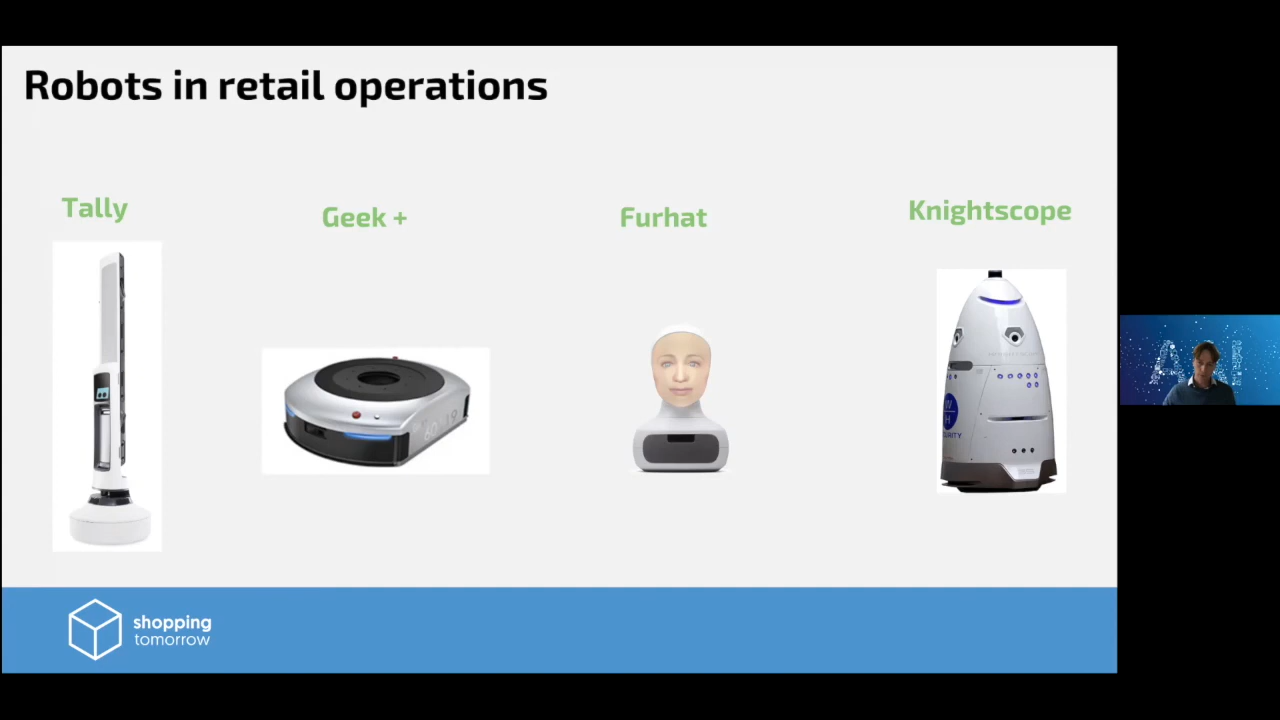 Robots in retail operations
Tally
Geek +
Furhat
Knightscope
shopping
tomorrow